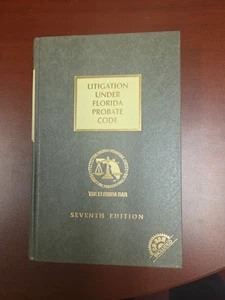 LITIGATION
UNDER
FLORIDA
PROBATE
CODE
THE FLORIDA BAR
SEVENTH EDITION